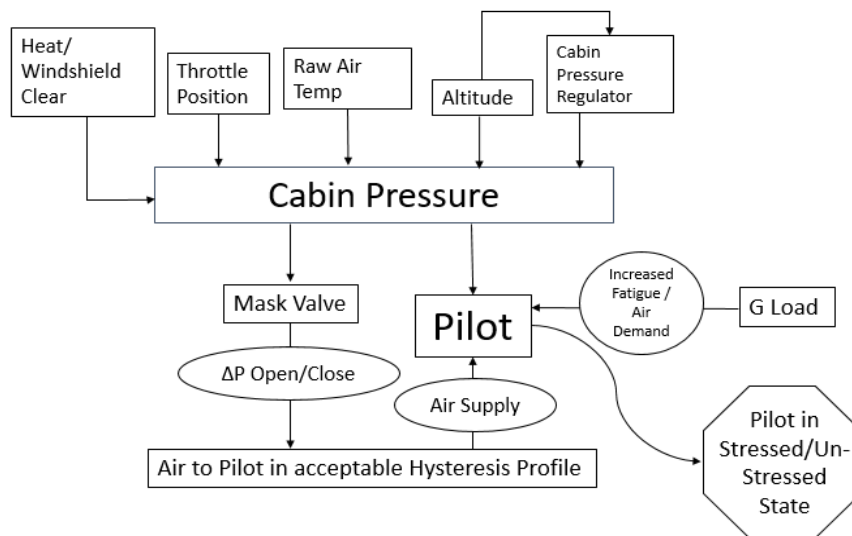 Heat/
Windshield
Clear
Throttle
Position
Raw Air
Temp
Altitude
Cabin
Pressure
Regulator
Cabin Pressure
Mask Valve
Pilot
Increased
Fatigue /
Air
Demand
G Load
ΔP Open/Close
Air Supply
Air to Pilot in acceptable Hysteresis Profile
Pilot in
Stressed/Un-
Stressed
State